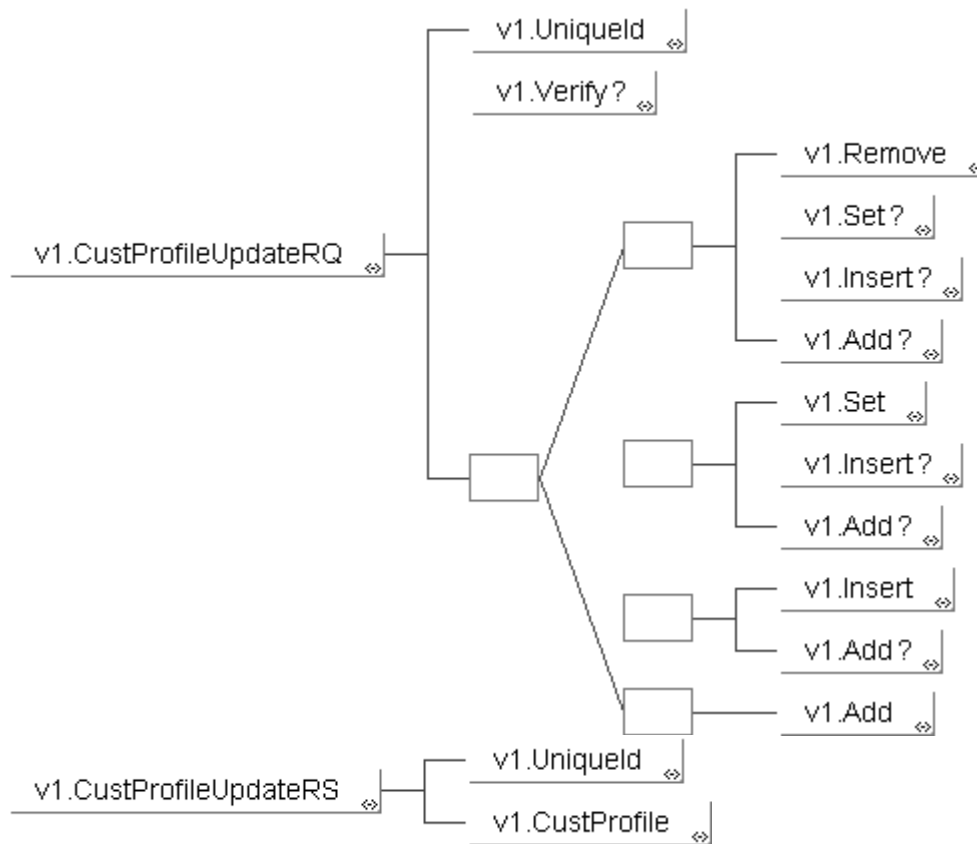 v1.UniqueId
v1.Verify?
v1.Remove
v1.Set?
v1.CustProfileUpdateRQ
v1.Insert?
v1.Add?
v1.Set
v1.Insert?
v1.Add?
v1.Insert
v1.Add?
v1.Add
v1.UniqueId
v1.CustProfileUpdateRS
v1.CustProfile